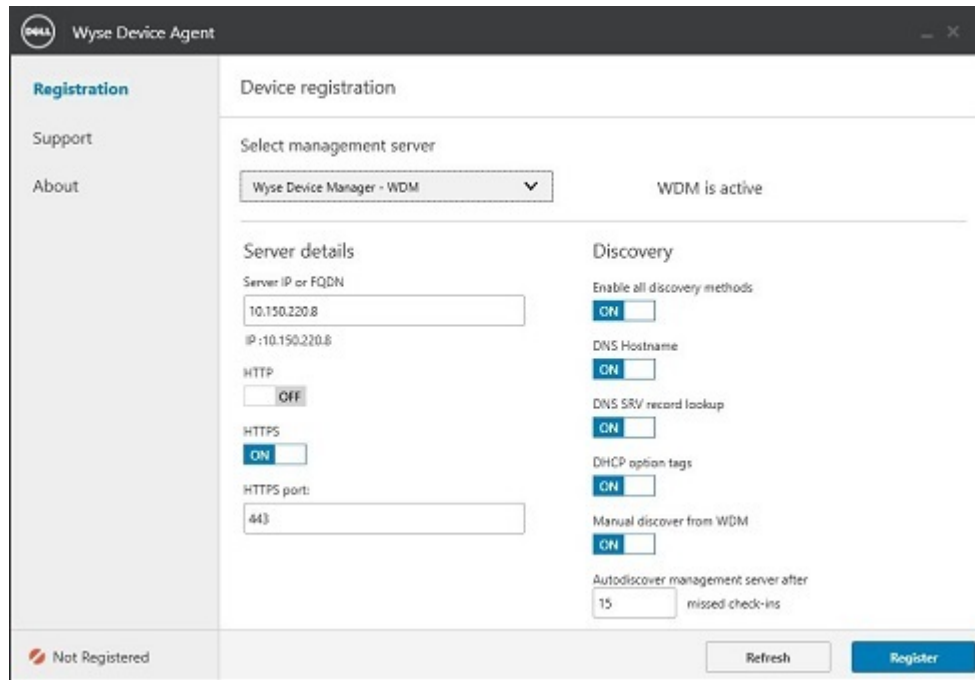 DELL
Wyse Device Agent
Registration
Support
About
Device registration
Select management server
Wyse Device Manager - WDM
WDM is active
Server details
Server IP or FQDN
10.150.220.8
IP :10.150.220.8
HTTP
OFF
HTTPS
ON
HTTPS port:
443
Discovery
Enable all discovery methods
ON
DNS Hostname
ON
DNS SRV record lookup
ON
DHCP option tags
ON
Manual discover from WDM
ON
Autodiscover management server after
15 missed check-ins
Not Registered
Refresh
Register